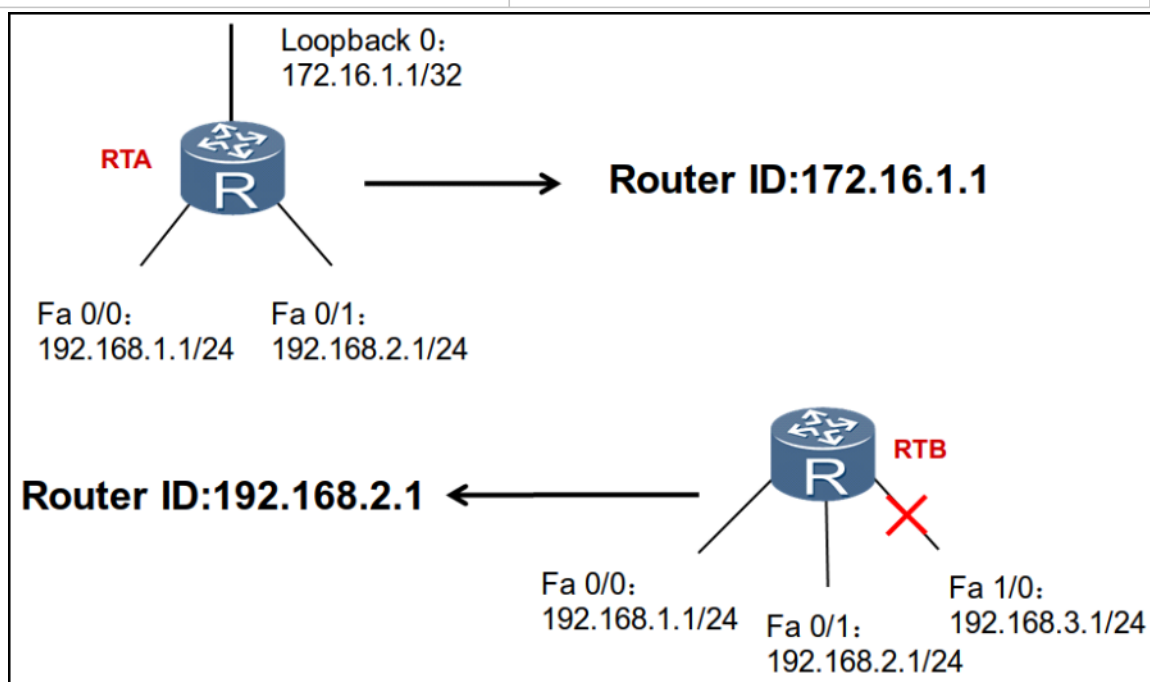 Loopback 0：
172.16.1.1/32
RTA
R
Router ID:172.16.1.1
Fa 0/0：
192.168.1.1/24
Fa 0/1：
192.168.2.1/24
RTB
R
Router ID:192.168.2.1
Fa 0/0：
192.168.1.1/24
Fa 0/1：
192.168.2.1/24
Fa 1/0：
192.168.3.1/24